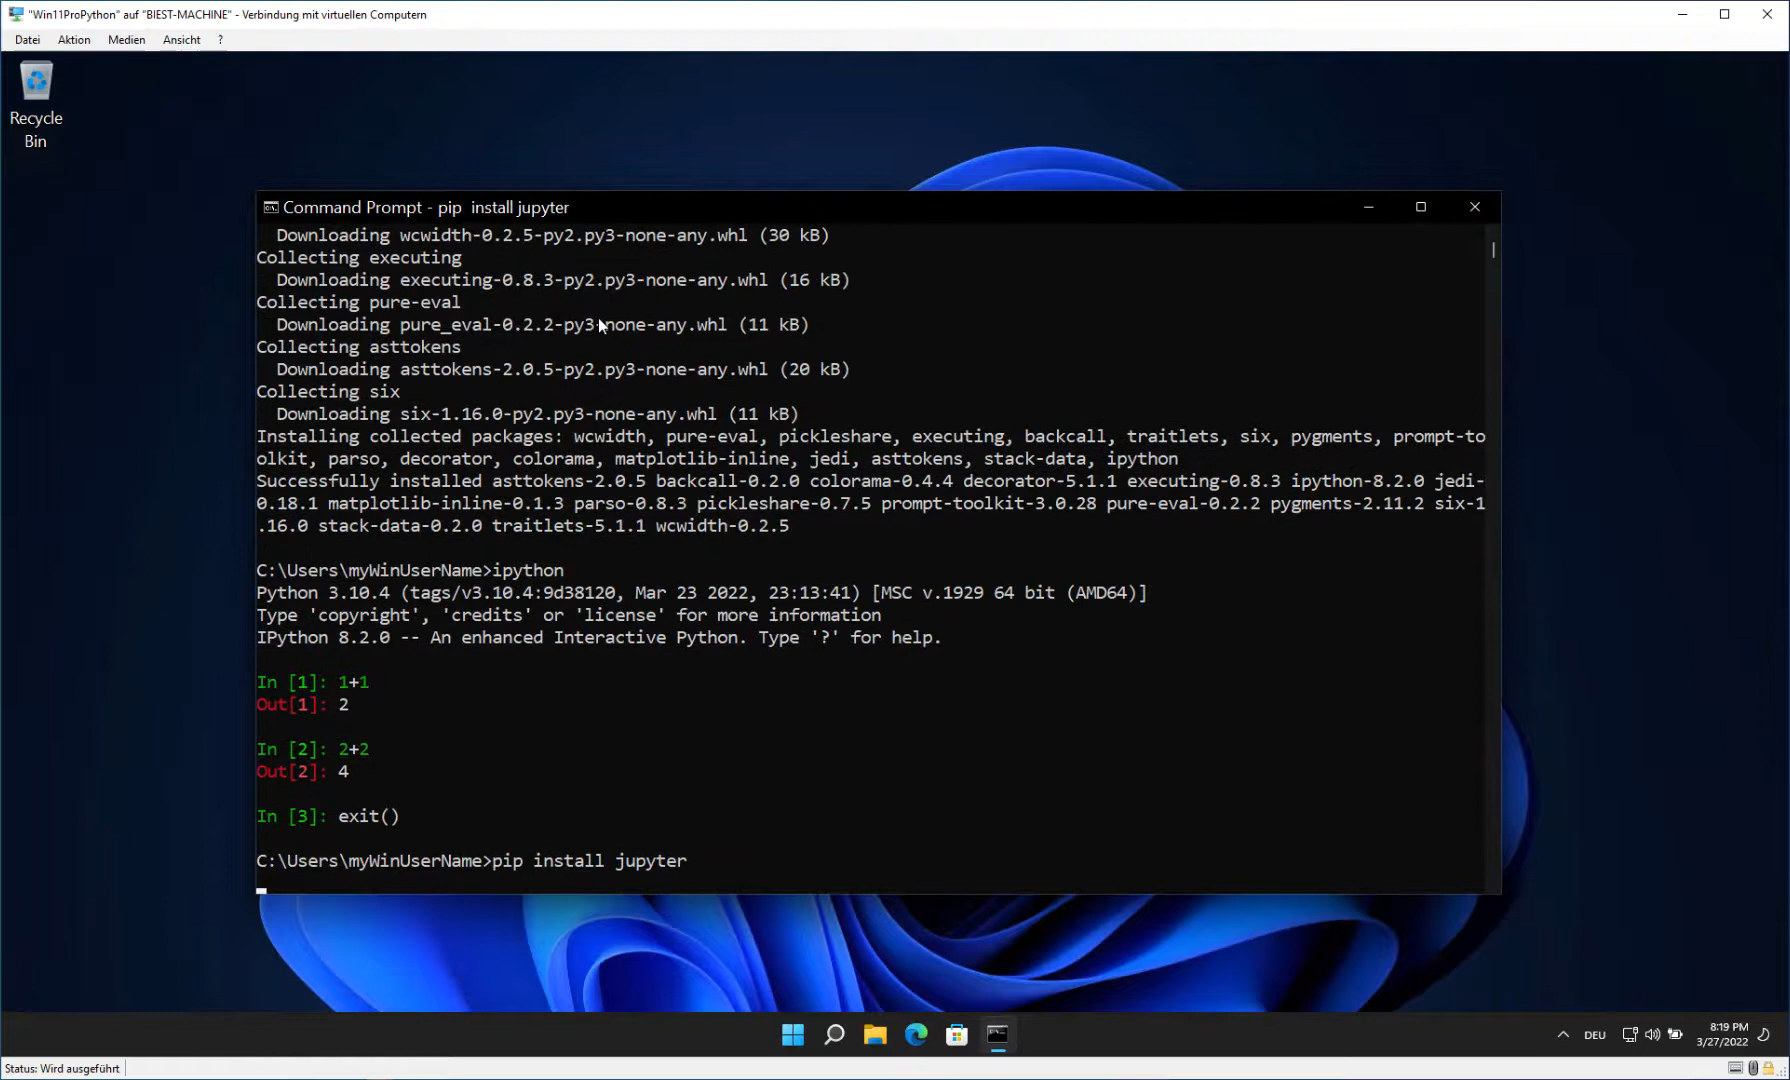 "Win11ProPython" auf "BIEST-MACHINE" - Verbindung mit virtuellen Computern
Datei Aktion Medien Ansicht ?
Recycle
Bin
Command Prompt - pip  install jupyter
Downloading wcwidth-0.2.5-py2.py3-none-any.whl (30 kB)
Collecting executing
Downloading executing-0.8.3-py2.py3-none-any.whl (16 kB)
Collecting pure-eval
Downloading pure_eval-0.2.2-py3-none-any.whl (11 kB)
Collecting asttokens
Downloading asttokens-2.0.5-py2.py3-none-any.whl (20 kB)
Collecting six
Downloading six-1.16.0-py2.py3-none-any.whl (11 kB)
Installing collected packages: wcwidth, pure-eval, pickleshare, executing, backcall, traitlets, six, pygments, prompt-to
olkit, parso, decorator, colorama, matplotlib-inline, jedi, asttokens, stack-data, ipython
Successfully installed asttokens-2.0.5 backcall-0.2.0 colorama-0.4.4 decorator-5.1.1 executing-0.8.3 ipython-8.2.0 jedi-
0.18.1 matplotlib-inline-0.1.3 parso-0.8.3 pickleshare-0.7.5 prompt-toolkit-3.0.28 pure-eval-0.2.2 pygments-2.11.2 six-1
.16.0 stack-data-0.2.0 traitlets-5.1.1 wcwidth-0.2.5
C:\Users\myWinUserName>ipython
Python 3.10.4 (tags/v3.10.4:9d38120, Mar 23 2022, 23:13:41) [MSC v.1929 64 bit (AMD64)]
Type 'copyright', 'credits' or 'license' for more information
IPython 8.2.0 -- An enhanced Interactive Python. Type '?' for help.
In [1]: 1+1
Out[1]: 2
In [2]: 2+2
Out[2]: 4
In [3]: exit()
C:\Users\myWinUserName>pip install jupyter
DEU
8:19 PM
3/27/2022
Status: Wird ausgeführt